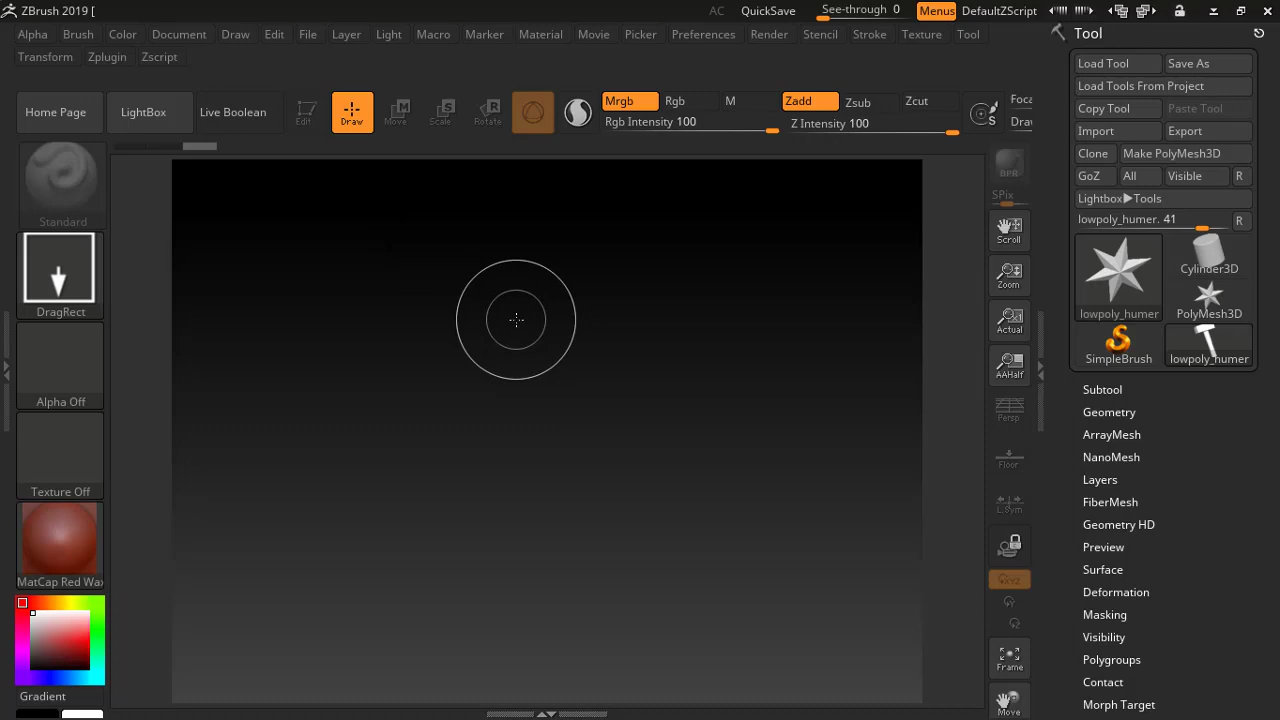 ZBrush 2019 [
AC
QuickSave
See-through 0
Menus
DefaultZScript
Alpha
Brush
Color
Document
Draw
Edit
File
Layer
Light
Macro
Marker
Material
Movie
Picker
Preferences
Render
Stencil
Stroke
Texture
Tool
Transform
Zplugin
Zscript
Home Page
LightBox
Live Boolean
Edit
Draw
Move
Scale
Rotate
Mrgb
Rgb
M
Rgb Intensity 100
Zadd
Zsub
Zcut
Z Intensity 100
Foca
Drav
Standard
DragRect
Alpha Off
Texture Off
MatCap Red Wax
Gradient
BPR
SPix
Scroll
Zoom
Actual
AAHalf
Persp
Floor
L.Sym
XYZ
Frame
Move
Tool
Load Tool
Save As
Load Tools From Project
Copy Tool
Paste Tool
Import
Export
Clone
Make PolyMesh3D
GoZ
All
Visible
R
Lightbox▶Tools
lowpoly_humer. 41
R
lowpoly_humer
Cylinder3D
PolyMesh3D
SimpleBrush
lowpoly_humer
Subtool
Geometry
ArrayMesh
NanoMesh
Layers
FiberMesh
Geometry HD
Preview
Surface
Deformation
Masking
Visibility
Polygroups
Contact
Morph Target